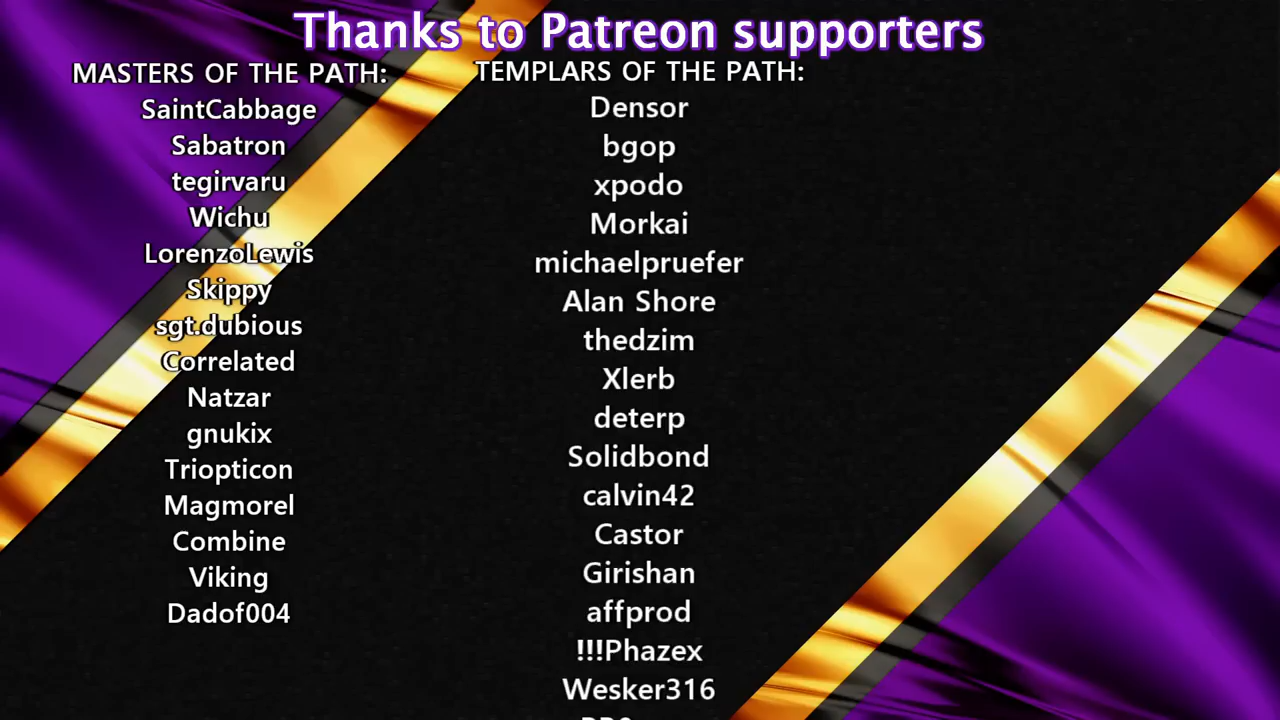 Thanks to Patreon supporters
MASTERS OF THE PATH:
SaintCabbage
Sabatron
tegirvaru
Wichu
LorenzoLewis
Skippy
sgt.dubious
Correlated
Natzar
gnukix
Triopticon
Magmorel
Combine
Viking
Dadof004
TEMPLARS OF THE PATH:
Densor
bgop
xpodo
Morkai
michaelpruefer
Alan Shore
thedzim
Xlerb
deterp
Solidbond
calvin42
Castor
Girishan
affprod
!!!Phazex
Wesker316